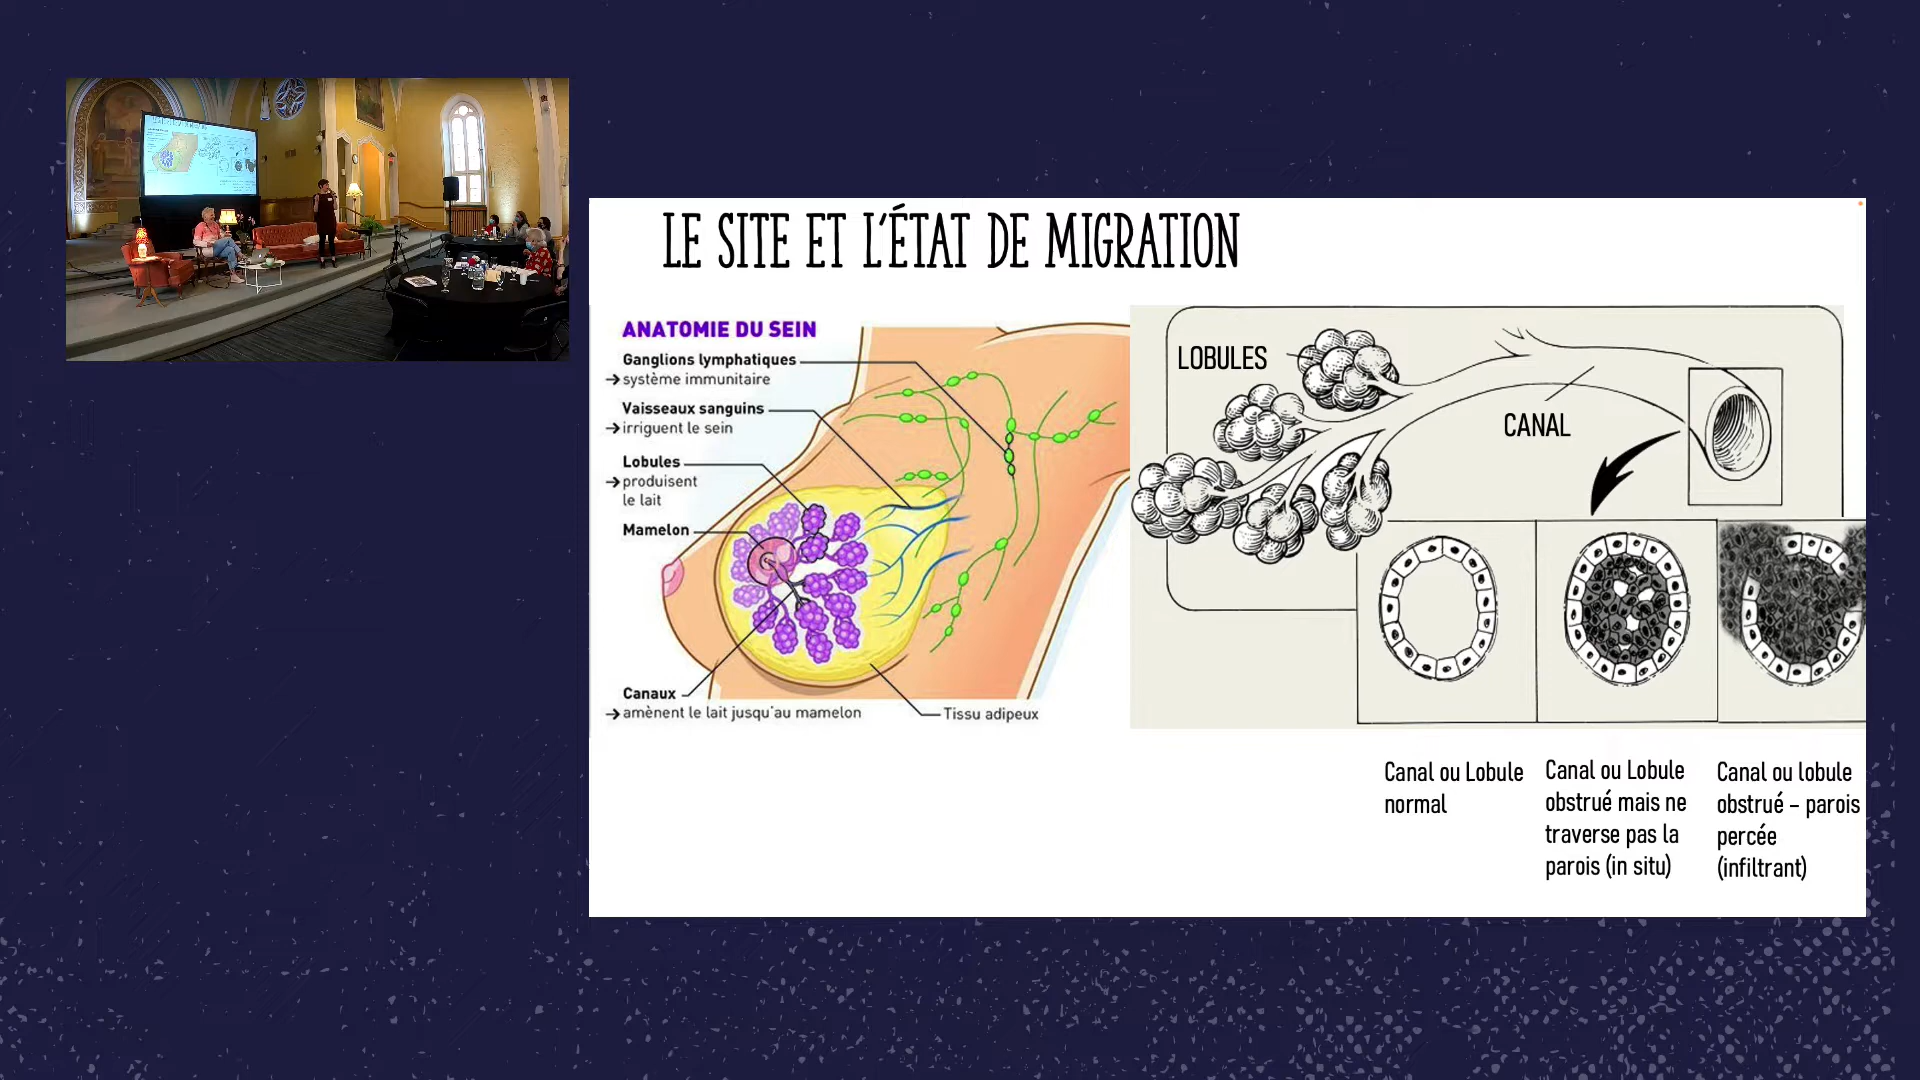 LE SITE ET L'ÉTAT DE MIGRATION
ANATOMIE DU SEIN
Ganglions lymphatiques
→ système immunitaire
Vaisseaux sanguins
→ irriguent le sein
Lobules
→ produisent
le lait
Mamelon
Canaux
→ amènent le lait jusqu'au mamelon
Tissu adipeux
LOBULES
CANAL
Canal ou Lobule
normal
Canal ou Lobule
obstrué mais ne
traverse pas la
parois (in situ)
Canal ou lobule
obstrué – parois
percée
(infiltrant)